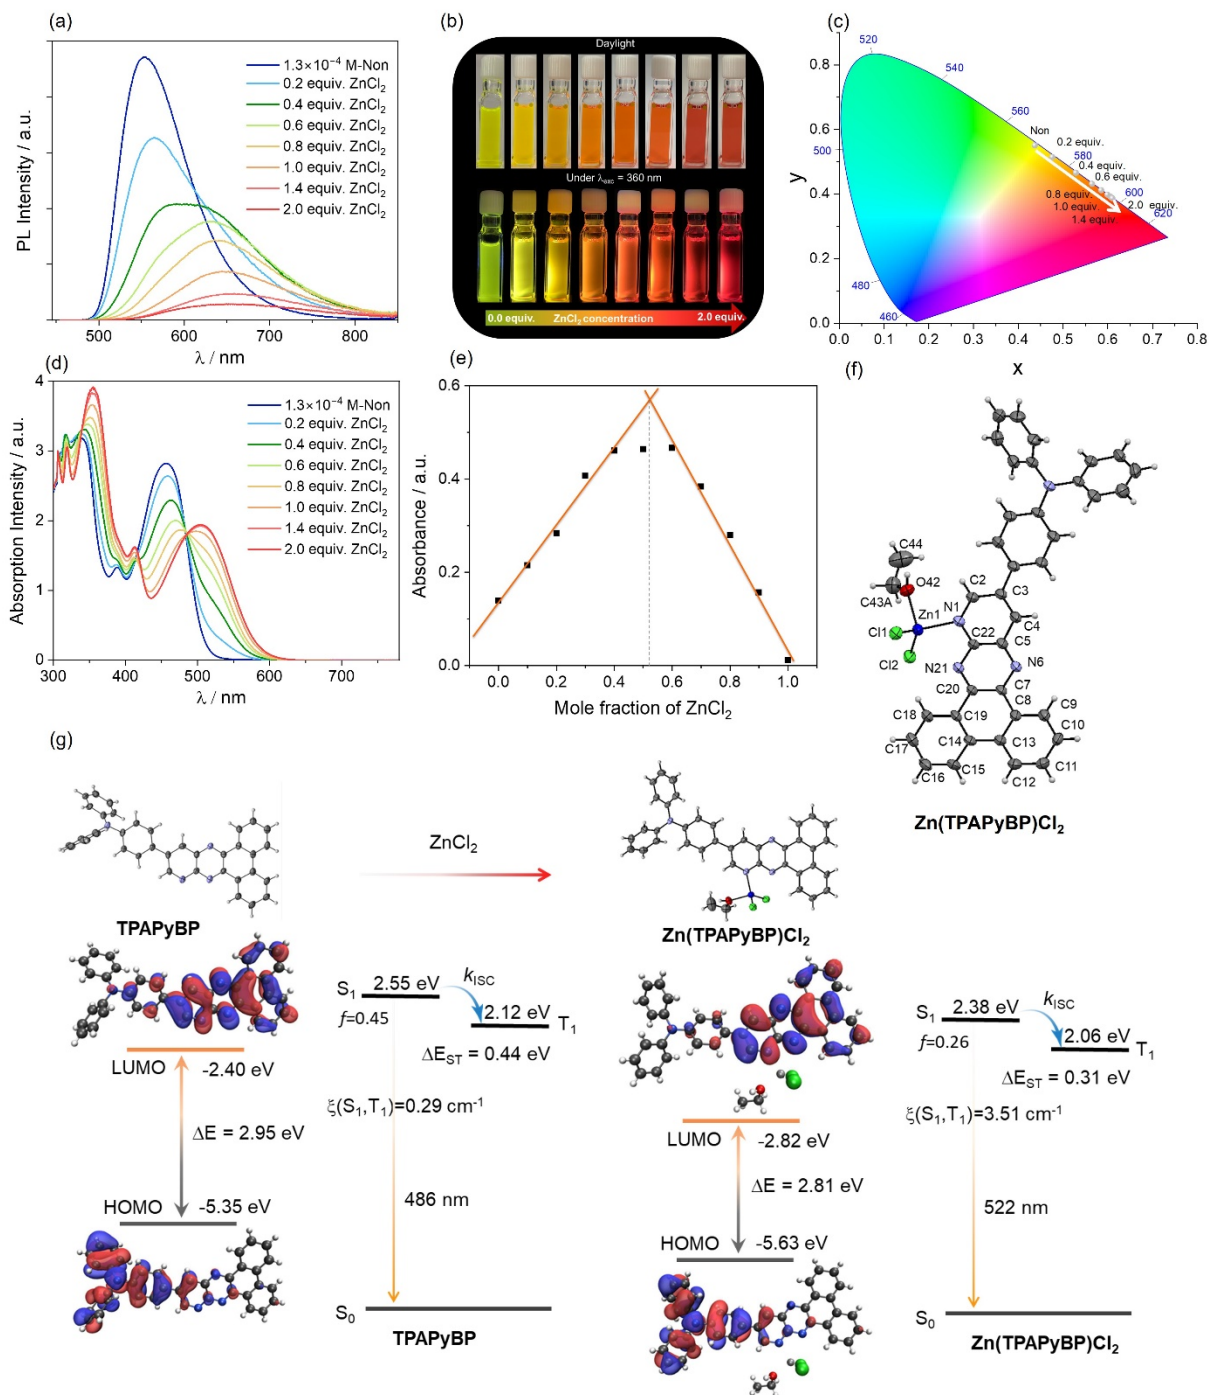 (a)
PL Intensity / a.u.
1.3×10⁻⁴ M-Non
0.2 equiv. ZnCl₂
0.4 equiv. ZnCl₂
0.6 equiv. ZnCl₂
0.8 equiv. ZnCl₂
1.0 equiv. ZnCl₂
1.4 equiv. ZnCl₂
2.0 equiv. ZnCl₂
500 600 700 800
λ / nm
(b)
Daylight
Under λₑₓc = 360 nm
0.0 equiv. ZnCl₂ concentration 2.0 equiv.
(c)
y
0.8
0.6
0.4
0.2
0.0
520
540
560
500
580
600
620
480
460
Non
0.2 equiv.
0.4 equiv.
0.6 equiv.
0.8 equiv.
2.0 equiv.
1.0 equiv.
1.4 equiv.
0.0 0.1 0.2 0.3 0.4 0.5 0.6 0.7 0.8
x
(d)
Absorption Intensity / a.u.
4
3
2
1
0
1.3×10⁻⁴ M-Non
0.2 equiv. ZnCl₂
0.4 equiv. ZnCl₂
0.6 equiv. ZnCl₂
0.8 equiv. ZnCl₂
1.0 equiv. ZnCl₂
1.4 equiv. ZnCl₂
2.0 equiv. ZnCl₂
300 400 500 600 700
λ / nm
(e)
Absorbance / a.u.
0.6
0.4
0.2
0.0
0.0 0.2 0.4 0.6 0.8 1.0
Mole fraction of ZnCl₂
(f)
C44
O42
C2
C43A
C3
N1
Zn1
C4
Cl1
C22
C5
Cl2
N21
N6
C20
C7
C8
C9
C18
C19
C10
C17
C14
C13
C16
C15
C12
C11
Zn(TPAPyBP)Cl₂
(g)
TPAPyBP
ZnCl₂
Zn(TPAPyBP)Cl₂
LUMO
-2.40 eV
ΔE = 2.95 eV
HOMO
-5.35 eV
S₁
2.55 eV
kISC
f=0.45
2.12 eV
T₁
ΔEST = 0.44 eV
ξ(S₁,T₁)=0.29 cm⁻¹
486 nm
S₀
TPAPyBP
LUMO
-2.82 eV
ΔE = 2.81 eV
HOMO
-5.63 eV
S₁
2.38 eV
kISC
f=0.26
2.06 eV
T₁
ΔEST = 0.31 eV
ξ(S₁,T₁)=3.51 cm⁻¹
522 nm
S₀
Zn(TPAPyBP)Cl₂